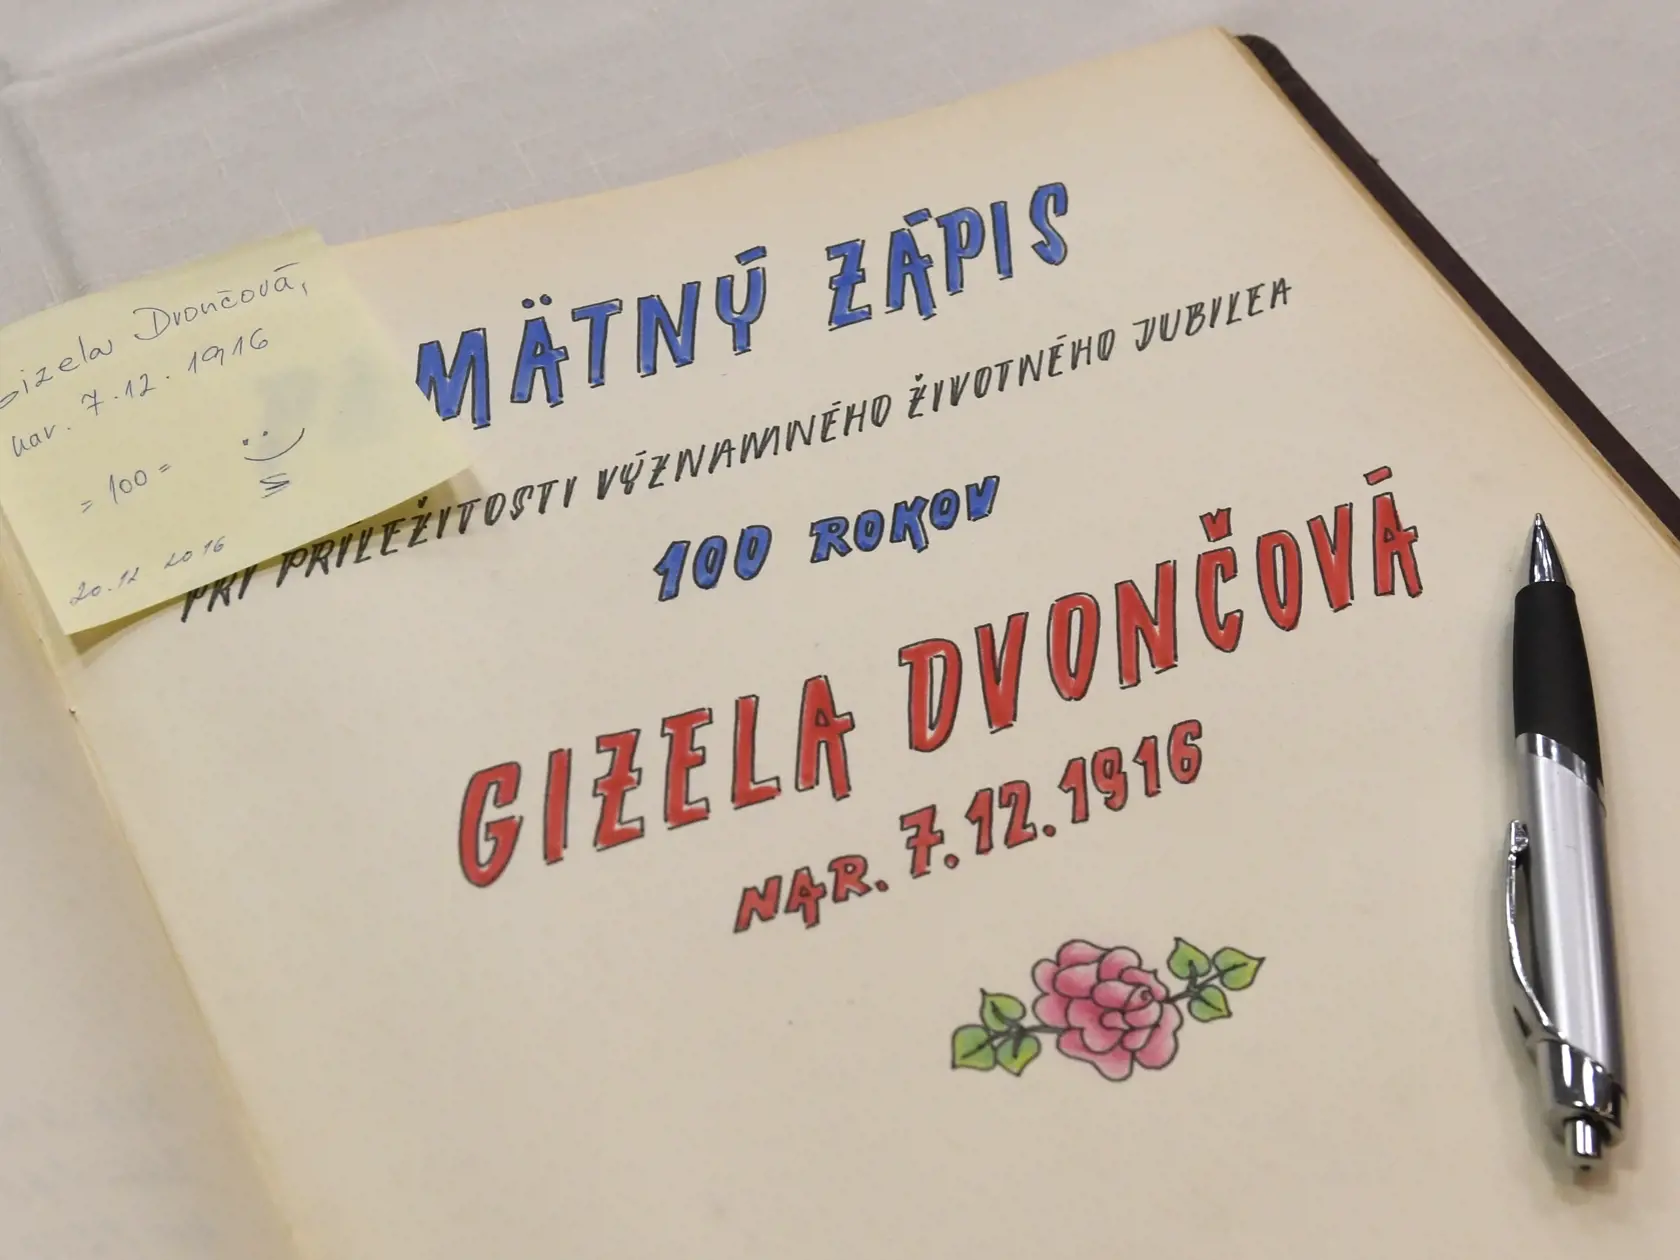 Gizela Dvončová,
nar. 7.12.1916
= 100 =
20.12 2016
MÄTNÝ ZÁPIS
PRI PRÍLEŽITOSTI VÝZNAMNÉHO ŽIVOTNÉHO JUBILEA
100 ROKOV
GIZELA DVONČOVÁ
NAR. 7.12.1916